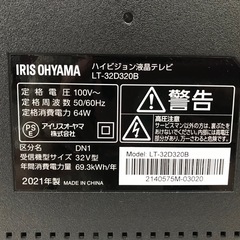 IRIS OHYAMA
ハイビジョン液晶テレビ
LT-32D320B
定格電圧 100V～
定格周波数 50/60Hz
定格消費電力 64W
PS
E
アイリスオーヤマ
株式会社
区分名 DN1
受信機型サイズ 32V型
年間消費電力量 69.3kWh/年
2021年製 MADE IN CHINA
警告
高圧注意
Model: LT-32D320B
2140575M-03020